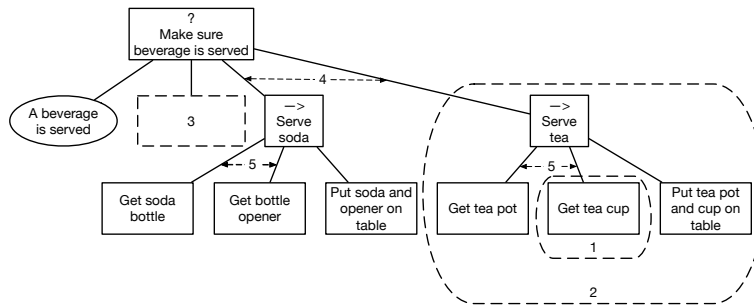 ?
Make sure
beverage is served
4
A beverage
is served
3
—>
Serve
soda
—>
Serve
tea
5
5
Get soda
bottle
Get bottle
opener
Put soda and
opener on
table
Get tea pot
Get tea cup
Put tea pot
and cup on
table
1
2